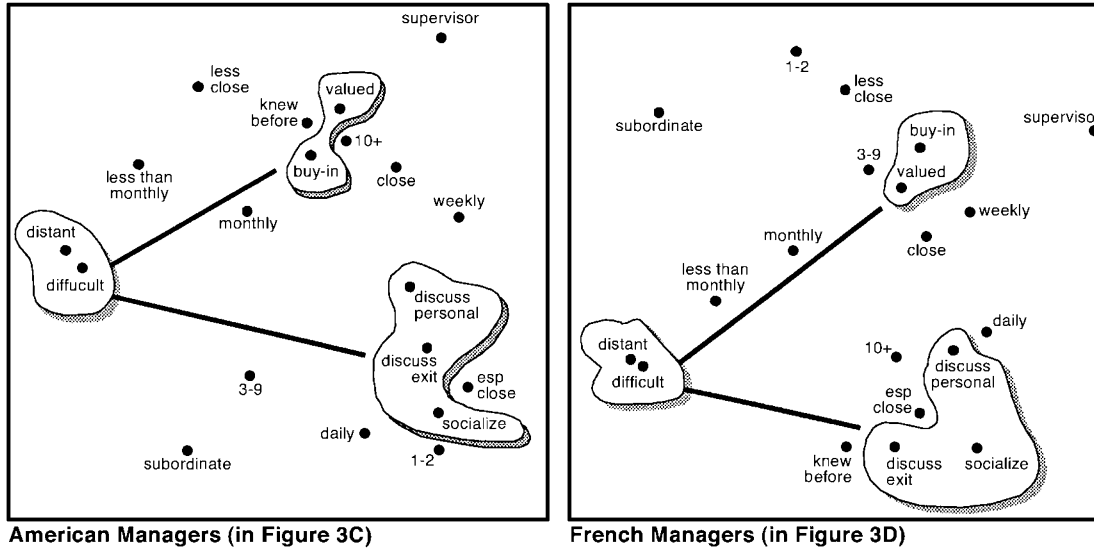 supervisor
less
close
valued
knew
before
10+
buy-in
close
less than
monthly
weekly
monthly
distant
diffucult
discuss
personal
discuss
exit
esp
close
3-9
socialize
daily
1-2
subordinate
American Managers (in Figure 3C)
1-2
less
close
subordinate
supervisor
buy-in
3-9
valued
weekly
close
monthly
less than
monthly
daily
distant
difficult
10+
discuss
personal
esp
close
knew
before
discuss
exit
socialize
French Managers (in Figure 3D)